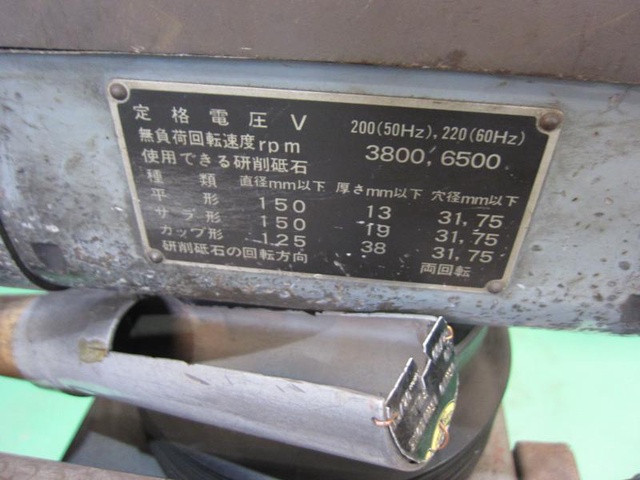 定格電圧V 200(50Hz), 220(60Hz)
無負荷回転速度rpm 3800, 6500
使用できる研削砥石
種類 直径mm以下 厚さmm以下 穴径mm以下
平形 150 13 31,75
サラ形 150 19 31,75
カップ形 125 38 31,75
研削砥石の回転方向 両回転